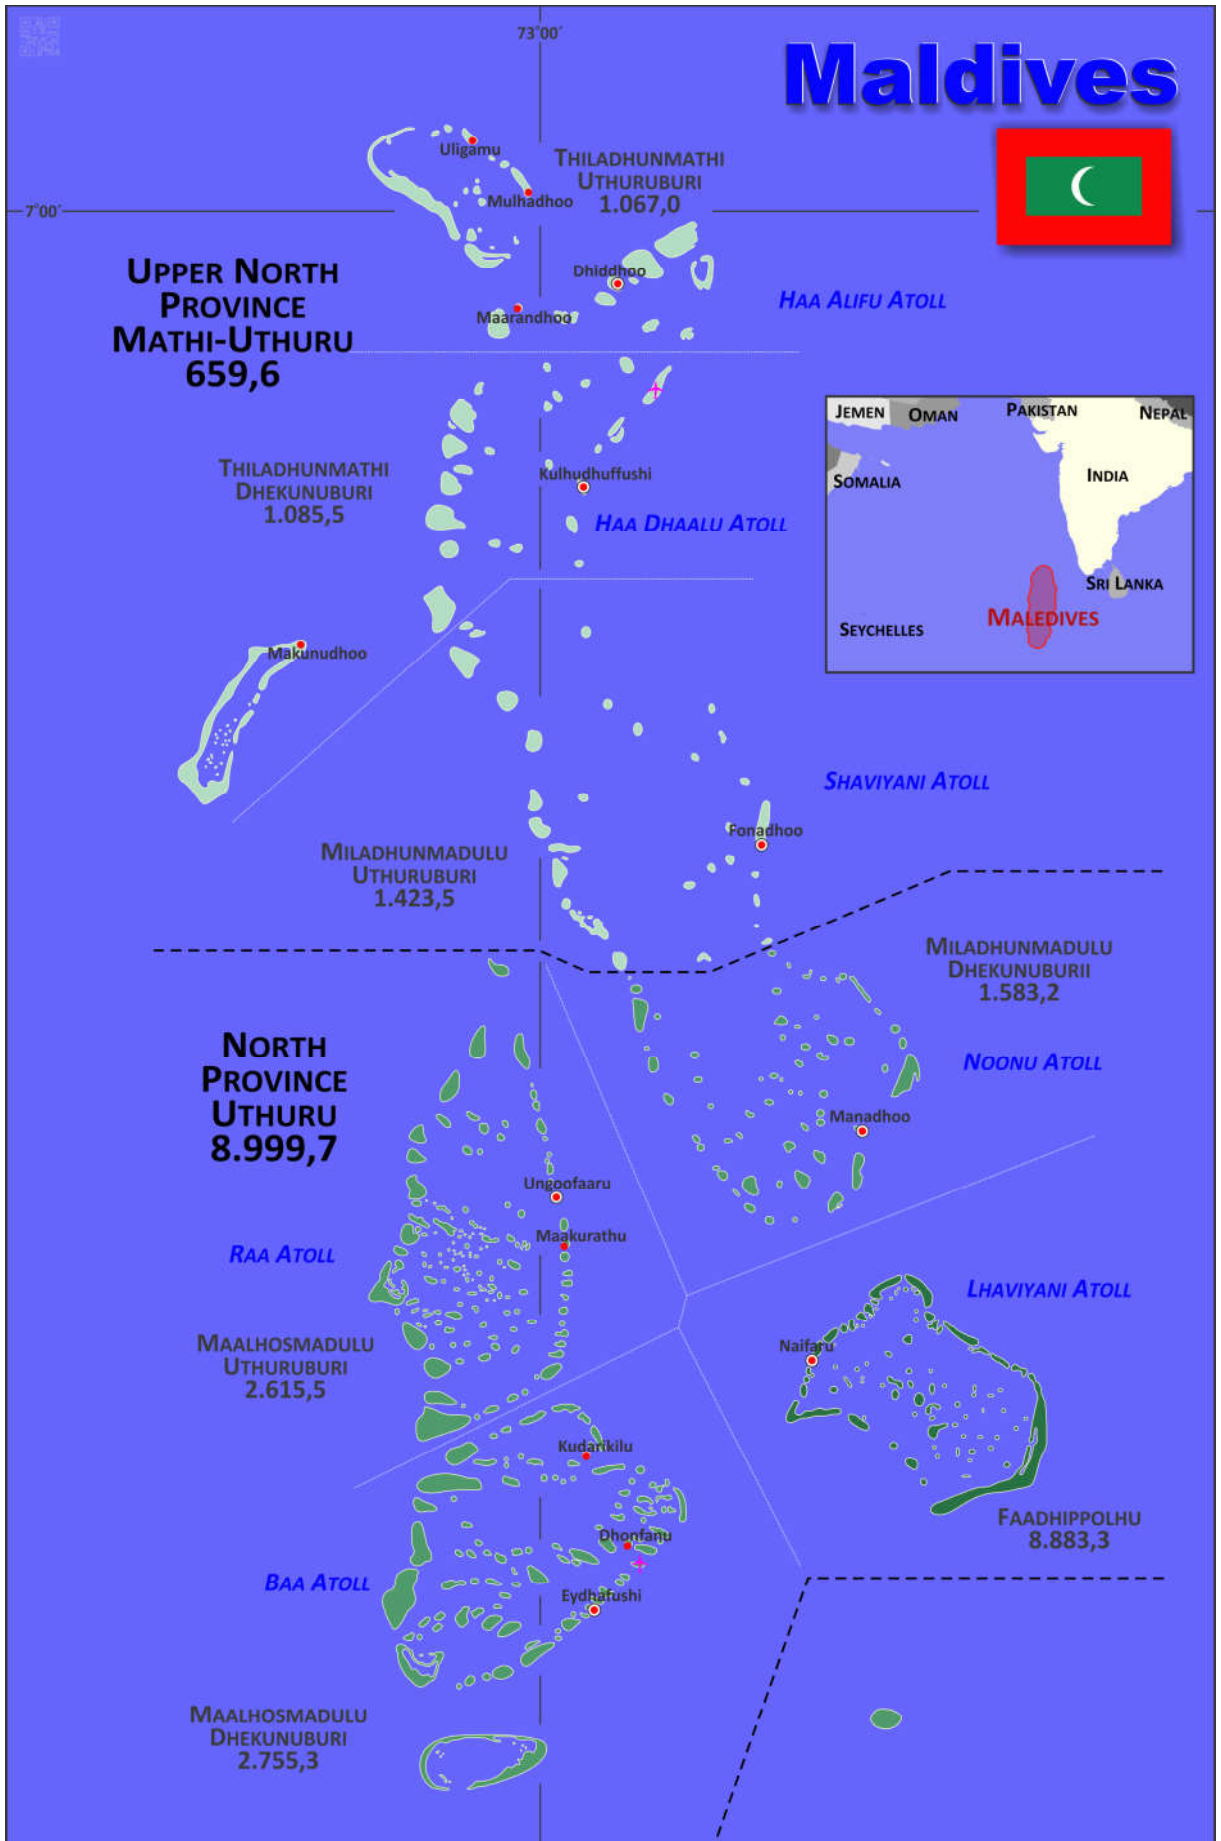 73°00´
Maldives
Uligamu
THILADHUNMATHI
UTHURUBURI
1.067,0
Mulhadhoo
7°00´
UPPER NORTH
PROVINCE
MATHI-UTHURU
659,6
Dhiddhoo
HAA ALIFU ATOLL
Maarandhoo
JEMEN
OMAN
PAKISTAN
NEPAL
SOMALIA
INDIA
SRI LANKA
MALEDIVES
SEYCHELLES
THILADHUNMATHI
DHEKUNUBURI
1.085,5
Kulhudhuffushi
HAA DHAALU ATOLL
Makunudhoo
SHAVIYANI ATOLL
Fonadhoo
MILADHUNMADULU
UTHURUBURI
1.423,5
MILADHUNMADULU
DHEKUNUBURII
1.583,2
NORTH
PROVINCE
UTHURU
8.999,7
NOONU ATOLL
Manadhoo
Ungoofaaru
Maakurathu
RAA ATOLL
LHAVIYANI ATOLL
MAALHOSMADULU
UTHURUBURI
2.615,5
Naifaru
Kudarikilu
FAADHIPPOLHU
8.883,3
Dhonfanu
BAA ATOLL
Eydhafushi
MAALHOSMADULU
DHEKUNUBURI
2.755,3